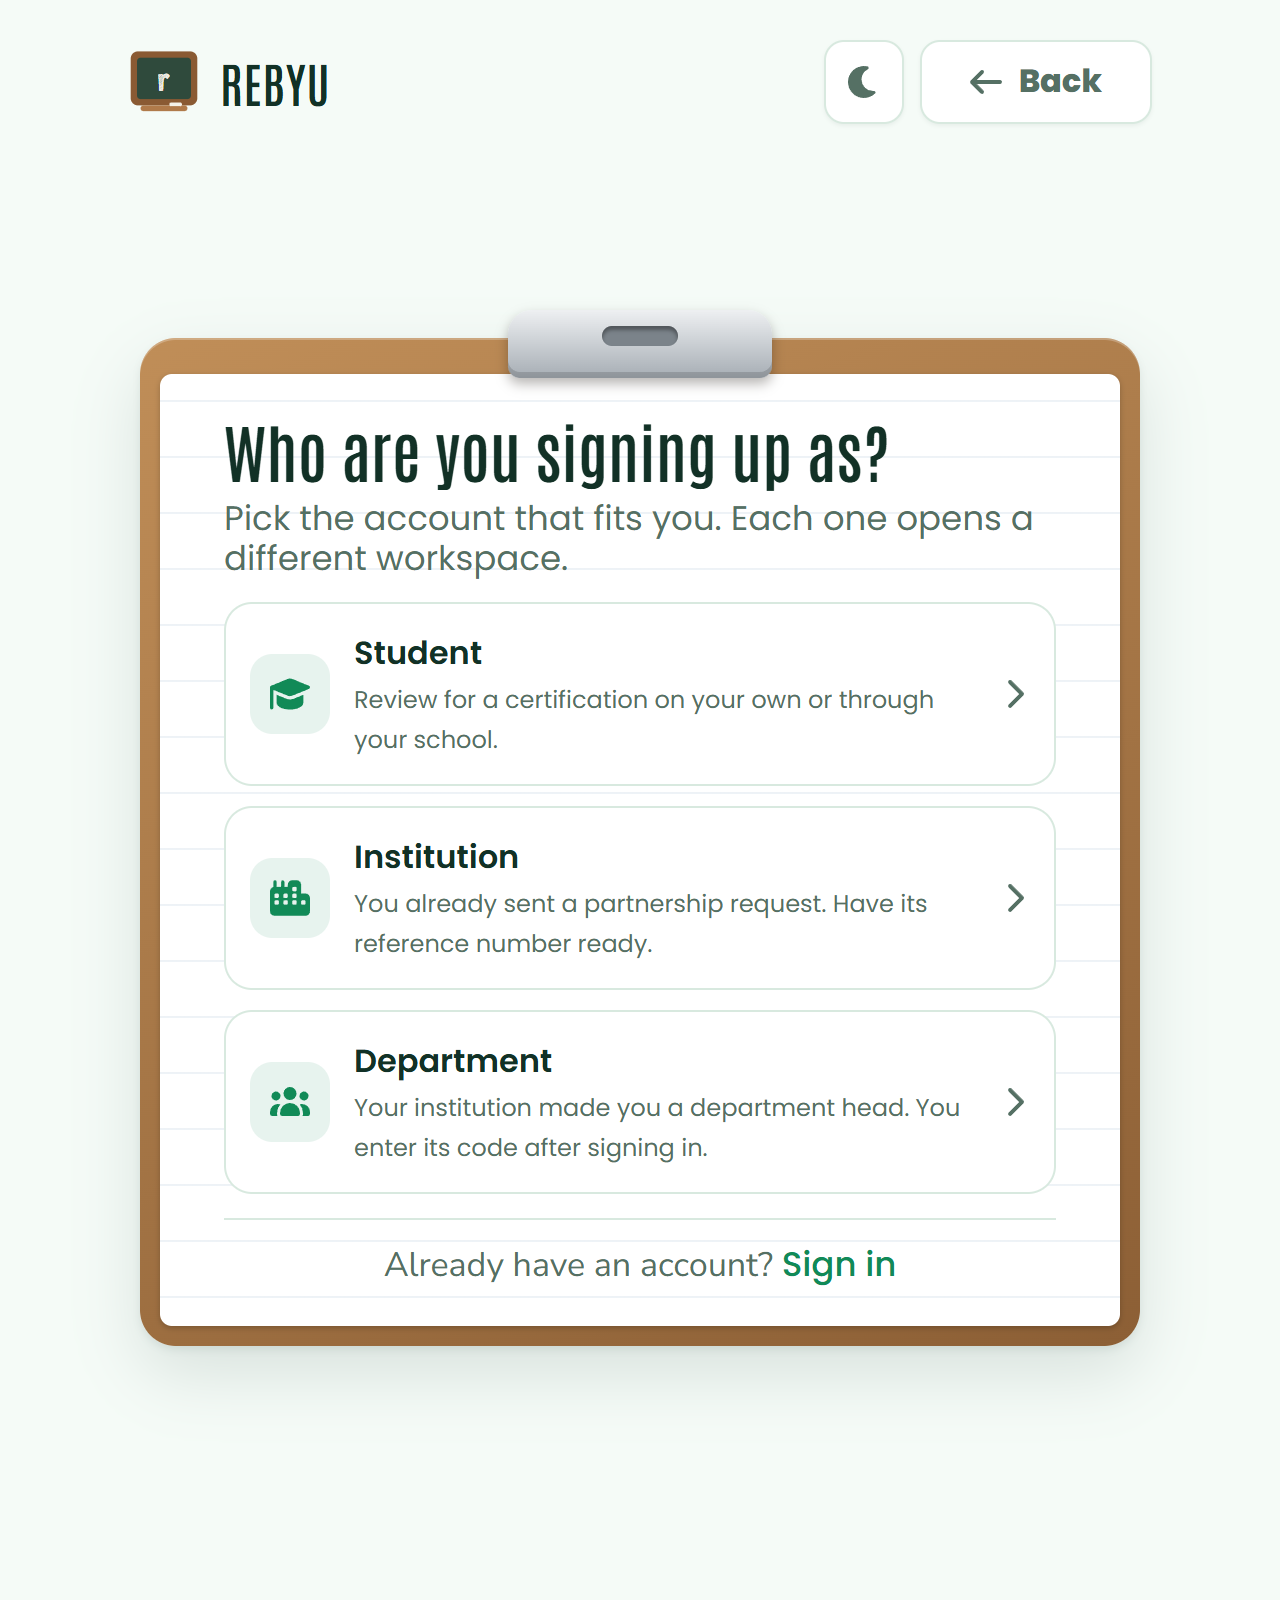 r
REBYU
Back
Who are you signing up as?
Pick the account that fits you. Each one opens a
different workspace.
Student
Review for a certification on your own or through
your school.
Institution
You already sent a partnership request. Have its
reference number ready.
Department
Your institution made you a department head. You
enter its code after signing in.
Already have an account? Sign in